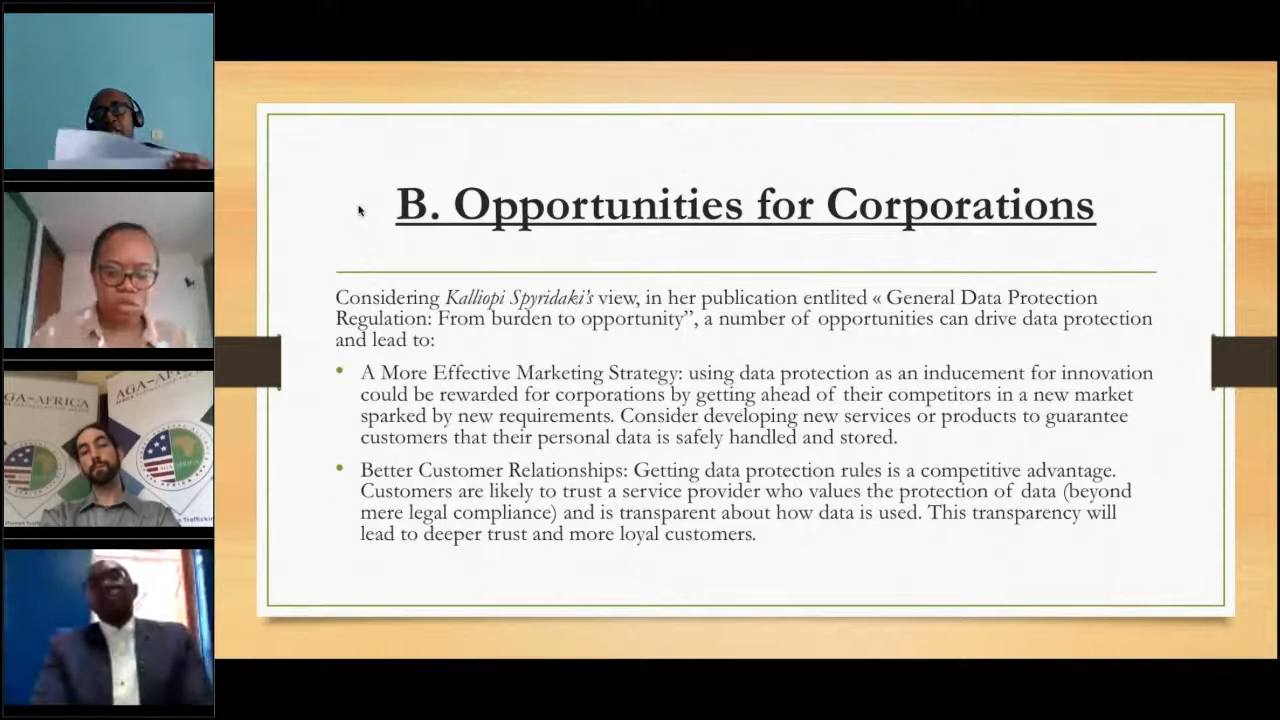 B. Opportunities for Corporations
Considering Kalliopi Spyridaki’s view, in her publication entlited « General Data Protection
Regulation: From burden to opportunity”, a number of opportunities can drive data protection
and lead to:
• A More Effective Marketing Strategy: using data protection as an inducement for innovation
could be rewarded for corporations by getting ahead of their competitors in a new market
sparked by new requirements. Consider developing new services or products to guarantee
customers that their personal data is safely handled and stored.
• Better Customer Relationships: Getting data protection rules is a competitive advantage.
Customers are likely to trust a service provider who values the protection of data (beyond
mere legal compliance) and is transparent about how data is used. This transparency will
lead to deeper trust and more loyal customers.
AGA-AFRICA
AGA-AFRICA